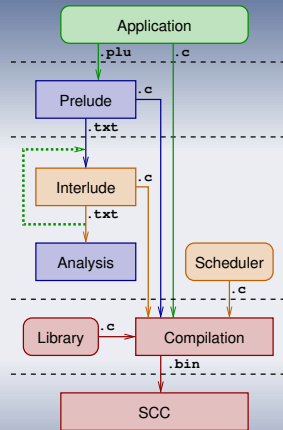 Application
.plu
.c
Prelude
.c
.txt
Interlude
.c
.txt
Analysis
Scheduler
.c
Library
.c
Compilation
.bin
SCC